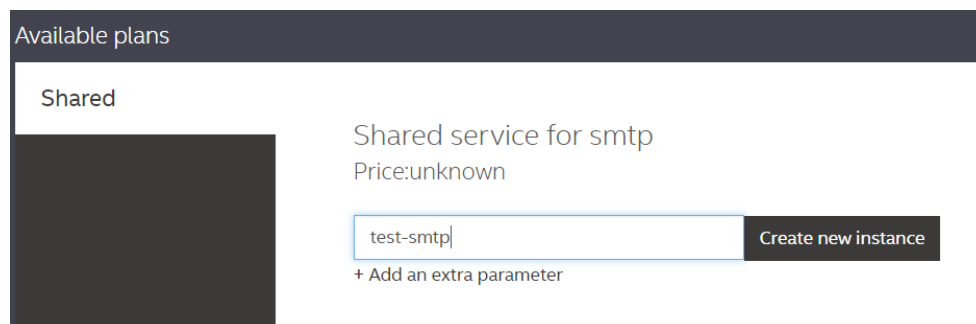 Available plans
Shared
Shared service for smtp
Price:unknown
test-smtp
Create new instance
+ Add an extra parameter